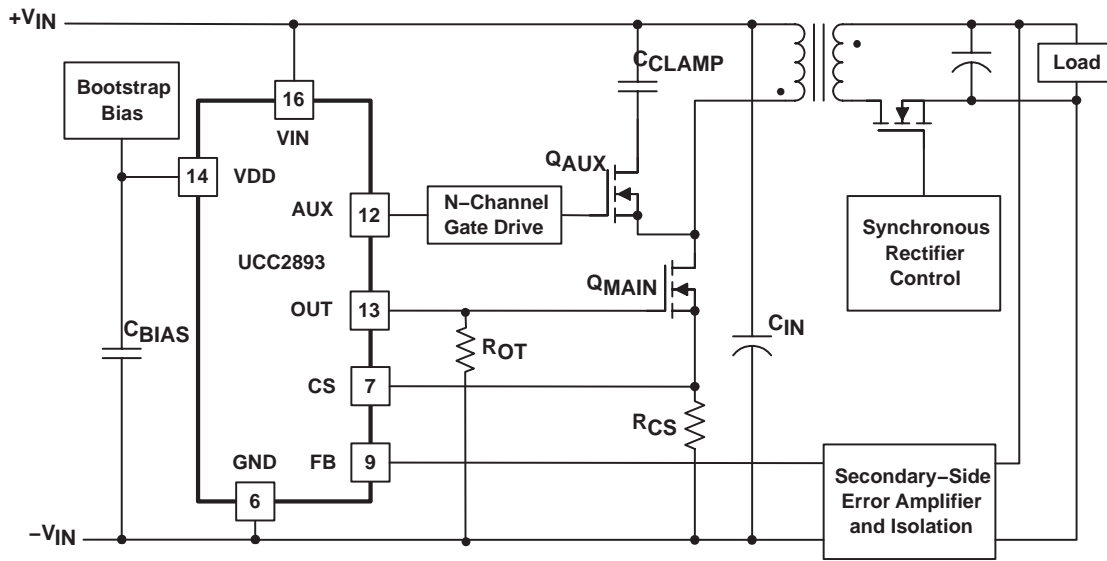 +VIN
CCLAMP
Load
Bootstrap
Bias
16
VIN
QAUX
14
VDD
AUX
12
N−Channel
Gate Drive
Synchronous
Rectifier
Control
UCC2893
QMAIN
OUT
13
CBIAS
ROT
CIN
CS
7
RCS
GND
FB
9
6
Secondary−Side
Error Amplifier
and Isolation
−VIN